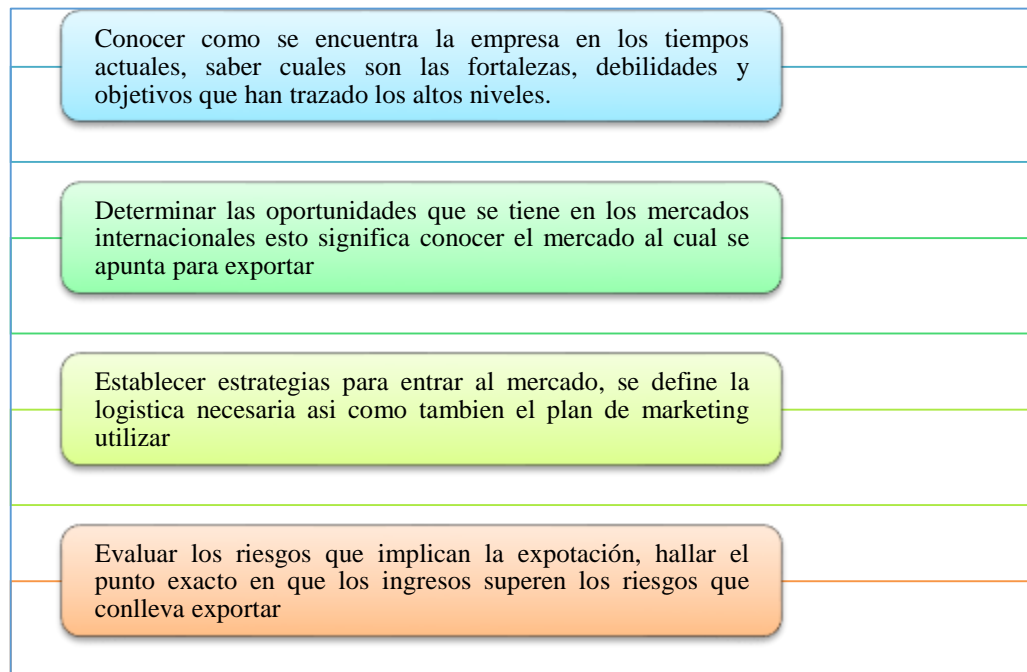 Conocer como se encuentra la empresa en los tiempos
actuales, saber cuales son las fortalezas, debilidades y
objetivos que han trazado los altos niveles.
Determinar las oportunidades que se tiene en los mercados
internacionales esto significa conocer el mercado al cual se
apunta para exportar
Establecer estrategias para entrar al mercado, se define la
logistica necesaria asi como tambien el plan de marketing
utilizar
Evaluar los riesgos que implican la expotación, hallar el
punto exacto en que los ingresos superen los riesgos que
conlleva exportar